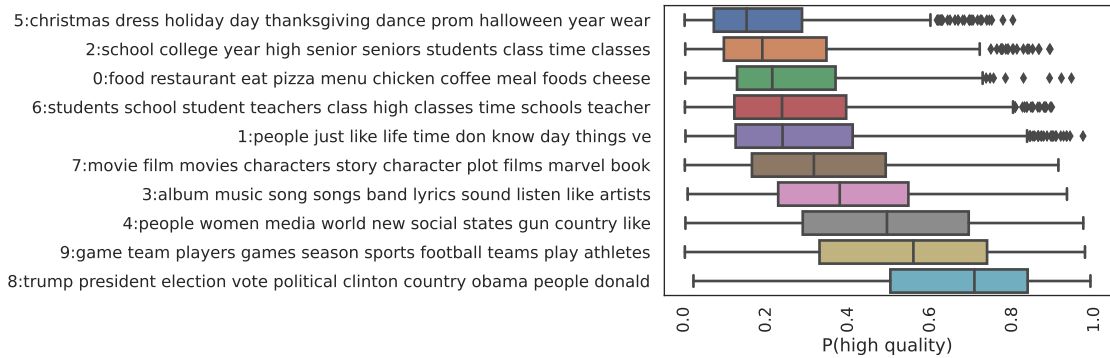 5:christmas dress holiday day thanksgiving dance prom halloween year wear
2:school college year high senior seniors students class time classes
0:food restaurant eat pizza menu chicken coffee meal foods cheese
6:students school student teachers class high classes time schools teacher
1:people just like life time don know day things ve
7:movie film movies characters story character plot films marvel book
3:album music song songs band lyrics sound listen like artists
4:people women media world new social states gun country like
9:game team players games season sports football teams play athletes
8:trump president election vote political clinton country obama people donald
0.0 0.2 0.4 0.6 0.8 1.0
P(high quality)